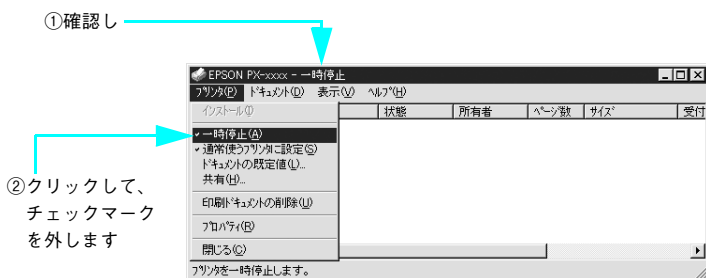 ①確認し
EPSON PX-xxxx - 一時停止
プリンタ(P) ドキュメント(D) 表示(V) ヘルプ(H)
インストール(I)
状態 所有者 ページ数 サイズ 受付
一時停止(A)
通常使うプリンタに設定(S)
ドキュメントの既定値(L)...
共有(H)...
印刷ドキュメントの削除(U)
プロパティ(R)
閉じる(C)
プリンタを一時停止します。
②クリックして、
チェックマーク
を外します